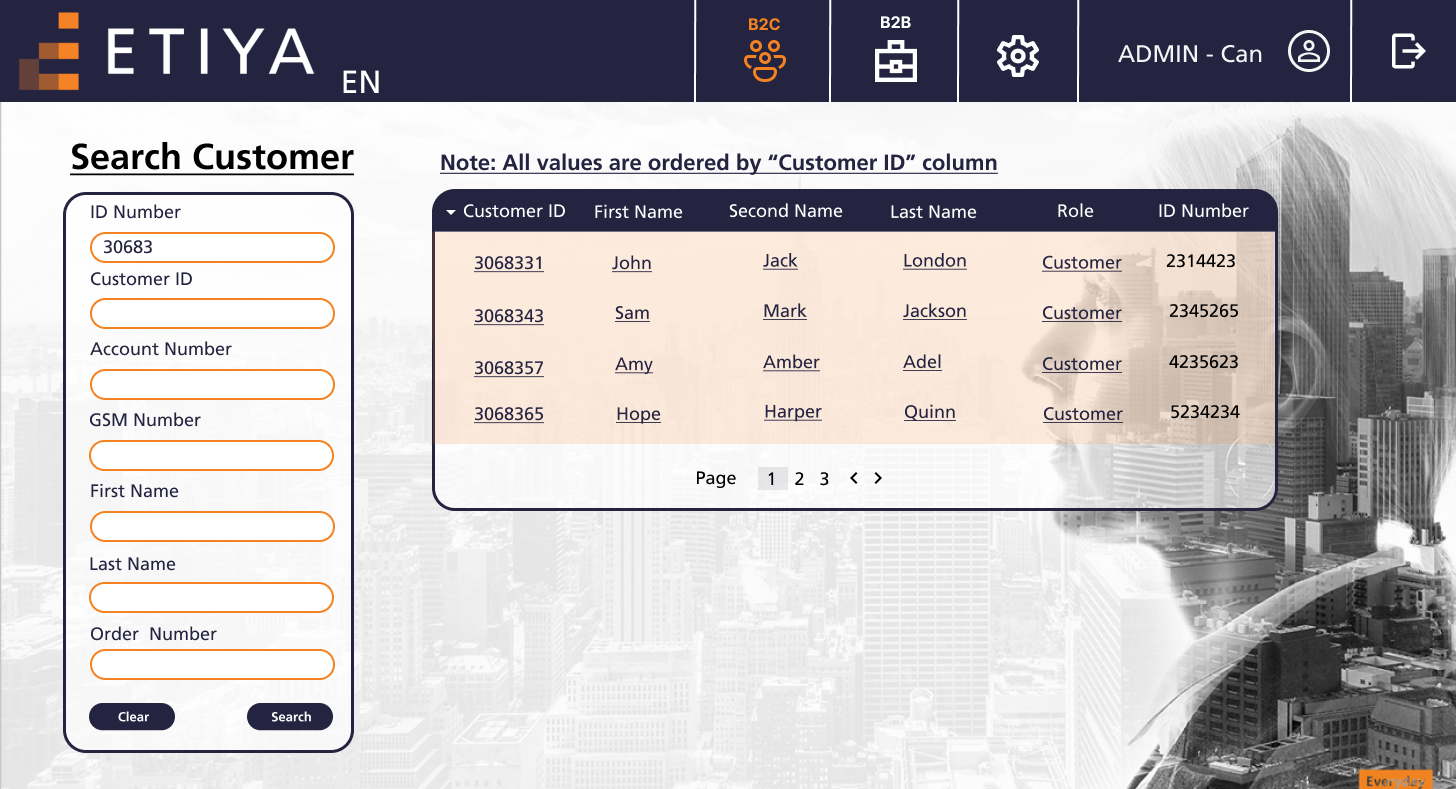 ETIYA EN
B2C
B2B
ADMIN - Can
Search Customer
ID Number
30683
Customer ID
Account Number
GSM Number
First Name
Last Name
Order Number
Clear Search
Note: All values are ordered by “Customer ID” column
Customer ID First Name Second Name Last Name Role ID Number
3068331 John Jack London Customer 2314423
3068343 Sam Mark Jackson Customer 2345265
3068357 Amy Amber Adel Customer 4235623
3068365 Hope Harper Quinn Customer 5234234
Page 1 2 3 < >